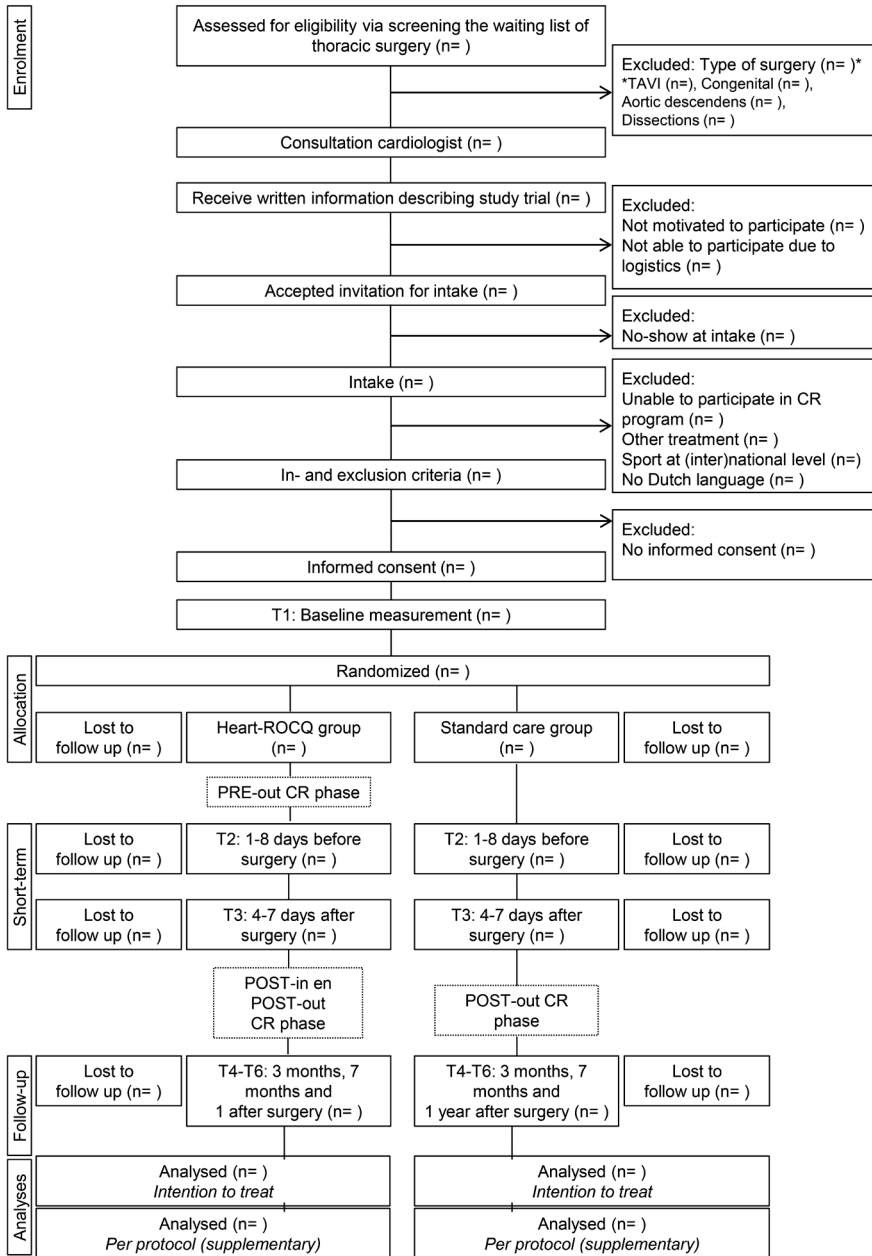 Enrolment
Assessed for eligibility via screening the waiting list of
thoracic surgery (n= )
Excluded: Type of surgery (n= )*
*TAVI (n=), Congenital (n= ),
Aortic descendens (n= ),
Dissections (n= )
Consultation cardiologist (n= )
Receive written information describing study trial (n= )
Excluded:
Not motivated to participate (n= )
Not able to participate due to
logistics (n= )
Accepted invitation for intake (n= )
Excluded:
No-show at intake (n= )
Intake (n= )
Excluded:
Unable to participate in CR
program (n= )
Other treatment (n= )
Sport at (inter)national level (n=)
No Dutch language (n= )
In- and exclusion criteria (n= )
Excluded:
No informed consent (n= )
Informed consent (n= )
T1: Baseline measurement (n= )
Allocation
Randomized (n= )
Lost to
follow up (n= )
Heart-ROCQ group
(n= )
Standard care group
(n= )
Lost to
follow up (n= )
PRE-out CR phase
Short-term
Lost to
follow up (n= )
T2: 1-8 days before
surgery (n= )
T2: 1-8 days before
surgery (n= )
Lost to
follow up (n= )
Lost to
follow up (n= )
T3: 4-7 days after
surgery (n= )
T3: 4-7 days after
surgery (n= )
Lost to
follow up (n= )
POST-in en
POST-out
CR phase
POST-out CR
phase
Follow-up
Lost to
follow up (n= )
T4-T6: 3 months, 7
months and
1 after surgery (n= )
T4-T6: 3 months, 7
months and
1 year after surgery (n= )
Lost to
follow up (n= )
Analyses
Analysed (n= )
Intention to treat
Analysed (n= )
Intention to treat
Analysed (n= )
Per protocol (supplementary)
Analysed (n= )
Per protocol (supplementary)